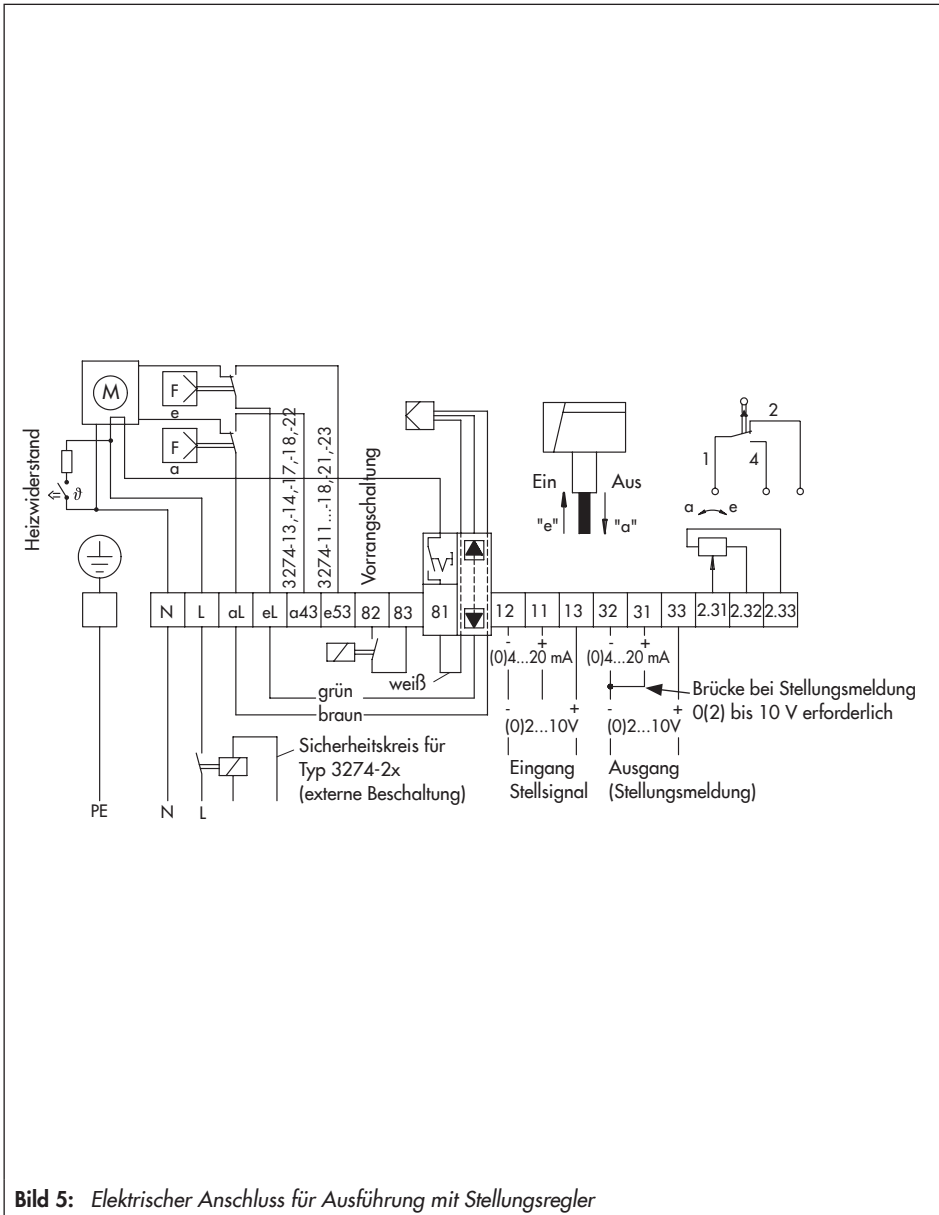 M
F
e
F
a
Heizwiderstand
ϑ
3274-13,-14,-17,-18,-22
3274-11...-18,-21,-23
Vorrangschaltung
Ein
Aus
"e"
"a"
2
1
4
a
e
N L aL eL a43 e53 82 83 81 12 11 13 32 31 33 2.31 2.32 2.33
- +
(0)4...20 mA
- +
(0)4...20 mA
weiß
grün
braun
Brücke bei Stellungsmeldung
0(2) bis 10 V erforderlich
- +
(0)2...10V
- +
(0)2...10V
Sicherheitskreis für
Typ 3274-2x
(externe Beschaltung)
Eingang
Stellsignal
Ausgang
(Stellungsmeldung)
PE
N
L
Bild 5: Elektrischer Anschluss für Ausführung mit Stellungsregler